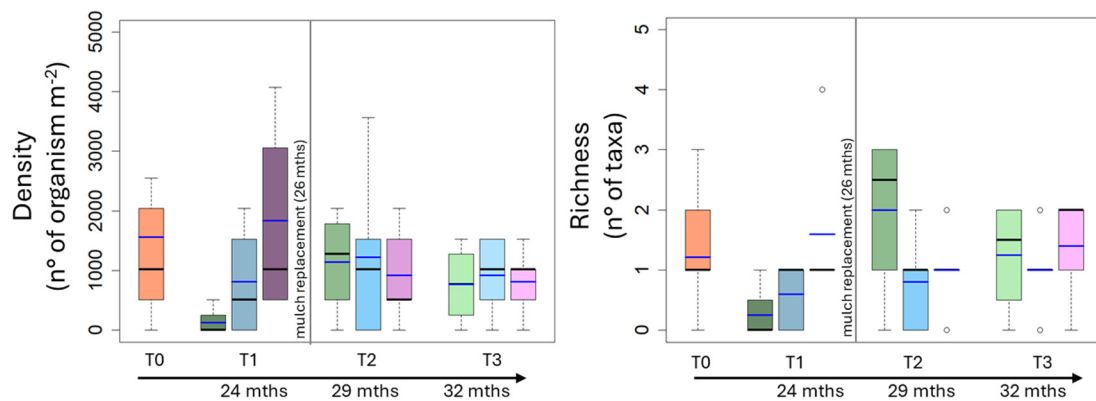 Density
(n° of organism m-2)
5000
4000
3000
2000
1000
0
mulch replacement (26 mths)
T0 T1 T2 T3
24 mths 29 mths 32 mths
Richness
(n° of taxa)
5
4
3
2
1
0
mulch replacement (26 mths)
T0 T1 T2 T3
24 mths 29 mths 32 mths